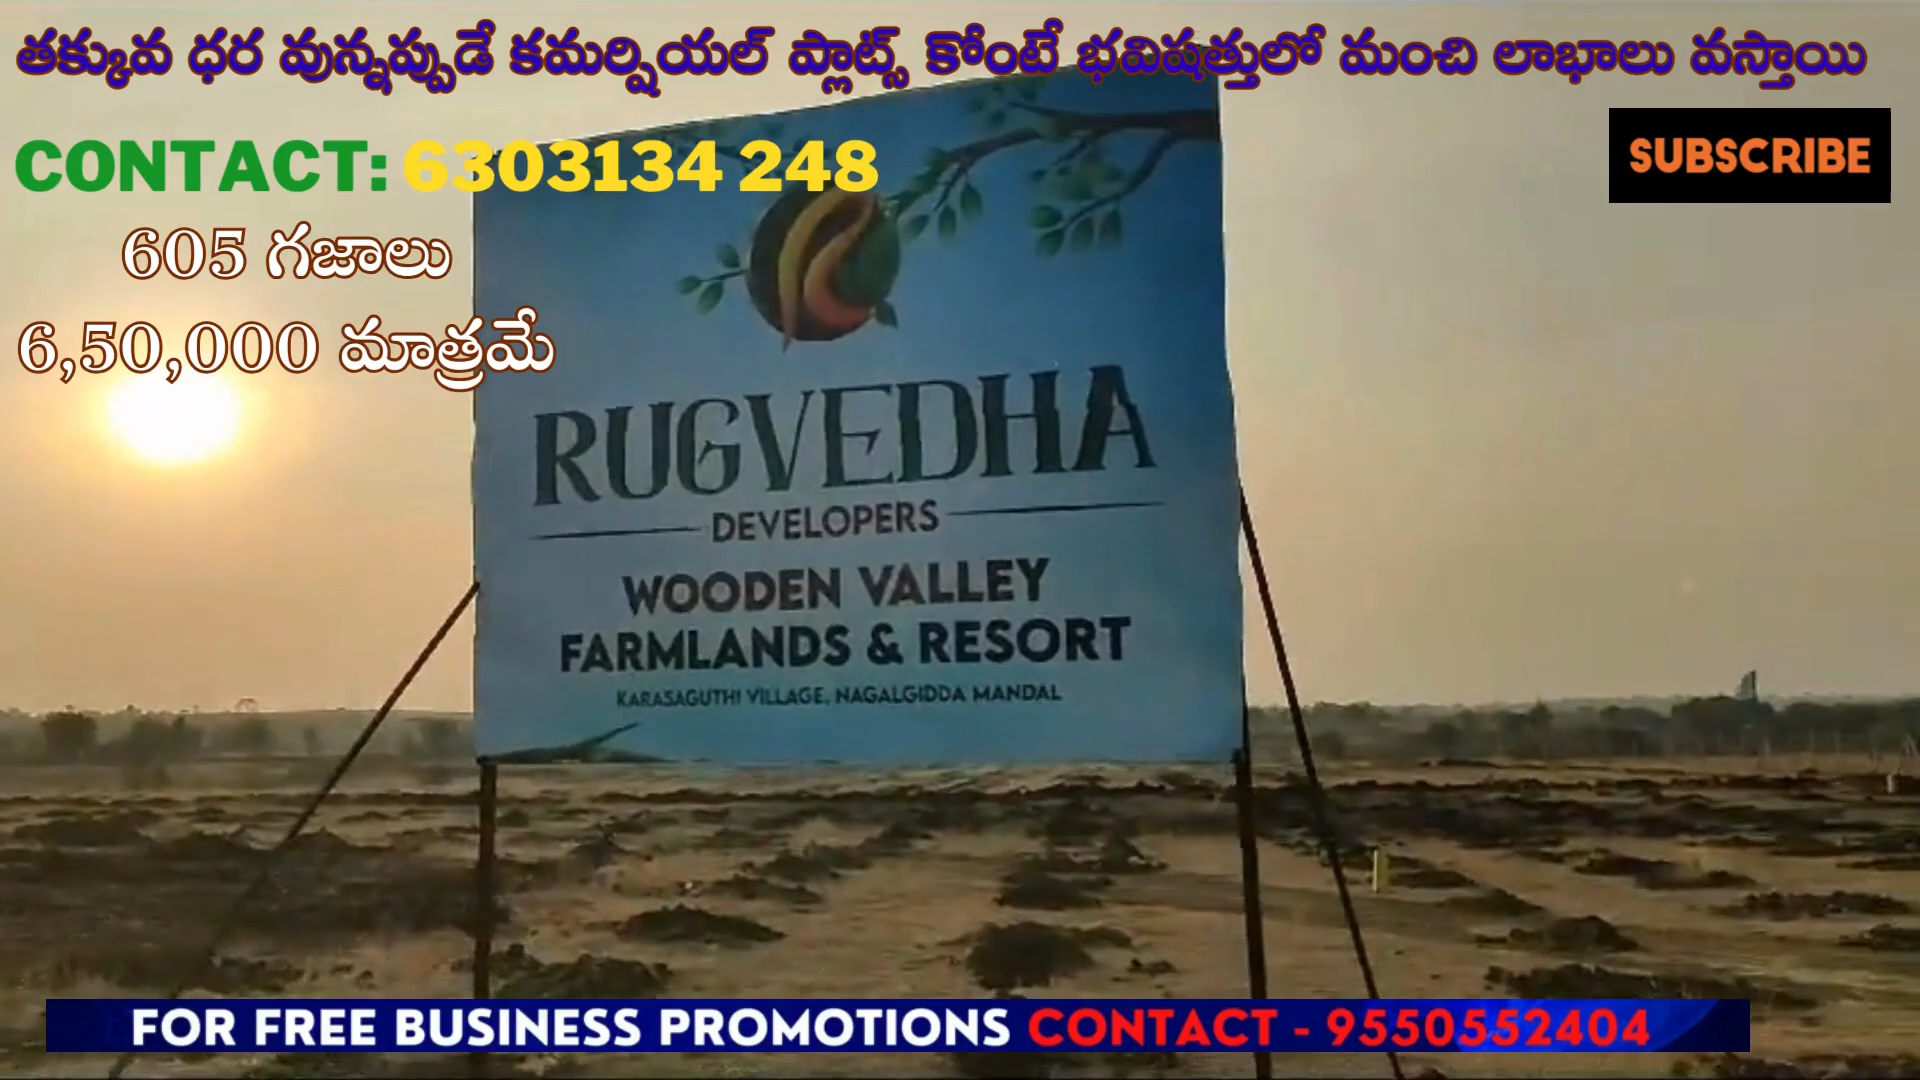 తక్కువ ధర వున్నప్పుడే కమర్షియల్ ప్లాట్స్ కోంటే భవిషత్తులో మంచి లాభాలు వస్తాయి
CONTACT: 6303134 248
SUBSCRIBE
605 గజాలు
6,50,000 మాత్రమే
RUGVEDHA
DEVELOPERS
WOODEN VALLEY
FARMLANDS & RESORT
KARASAGUTHI VILLAGE, NAGALGIDDA MANDAL
FOR FREE BUSINESS PROMOTIONS CONTACT - 9550552404